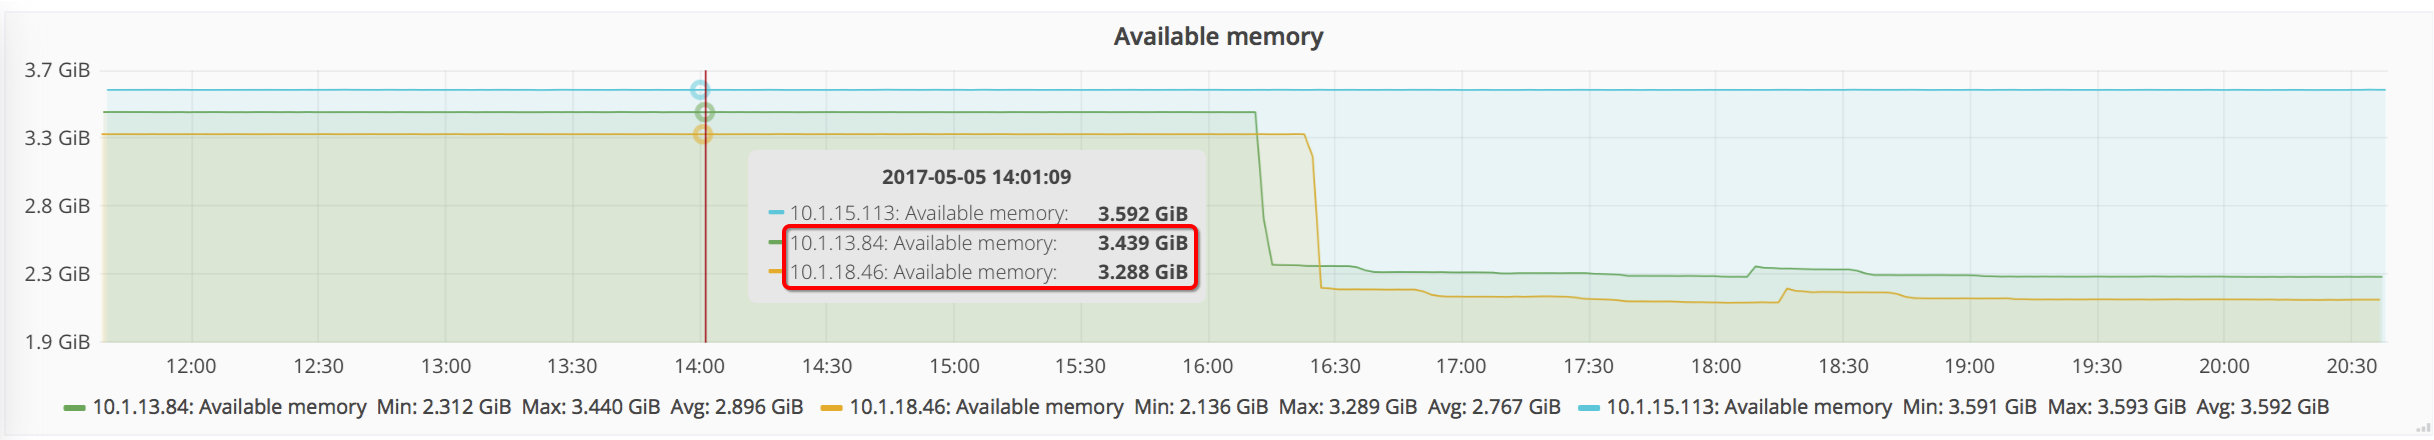 Available memory
3.7 GiB
3.3 GiB
2.8 GiB
2.3 GiB
1.9 GiB
2017-05-05 14:01:09
10.1.15.113: Available memory: 3.592 GiB
10.1.13.84: Available memory: 3.439 GiB
10.1.18.46: Available memory: 3.288 GiB
12:00 12:30 13:00 13:30 14:00 14:30 15:00 15:30 16:00 16:30 17:00 17:30 18:00 18:30 19:00 19:30 20:00 20:30
10.1.13.84: Available memory Min: 2.312 GiB Max: 3.440 GiB Avg: 2.896 GiB 10.1.18.46: Available memory Min: 2.136 GiB Max: 3.289 GiB Avg: 2.767 GiB 10.1.15.113: Available memory Min: 3.591 GiB Max: 3.593 GiB Avg: 3.592 GiB